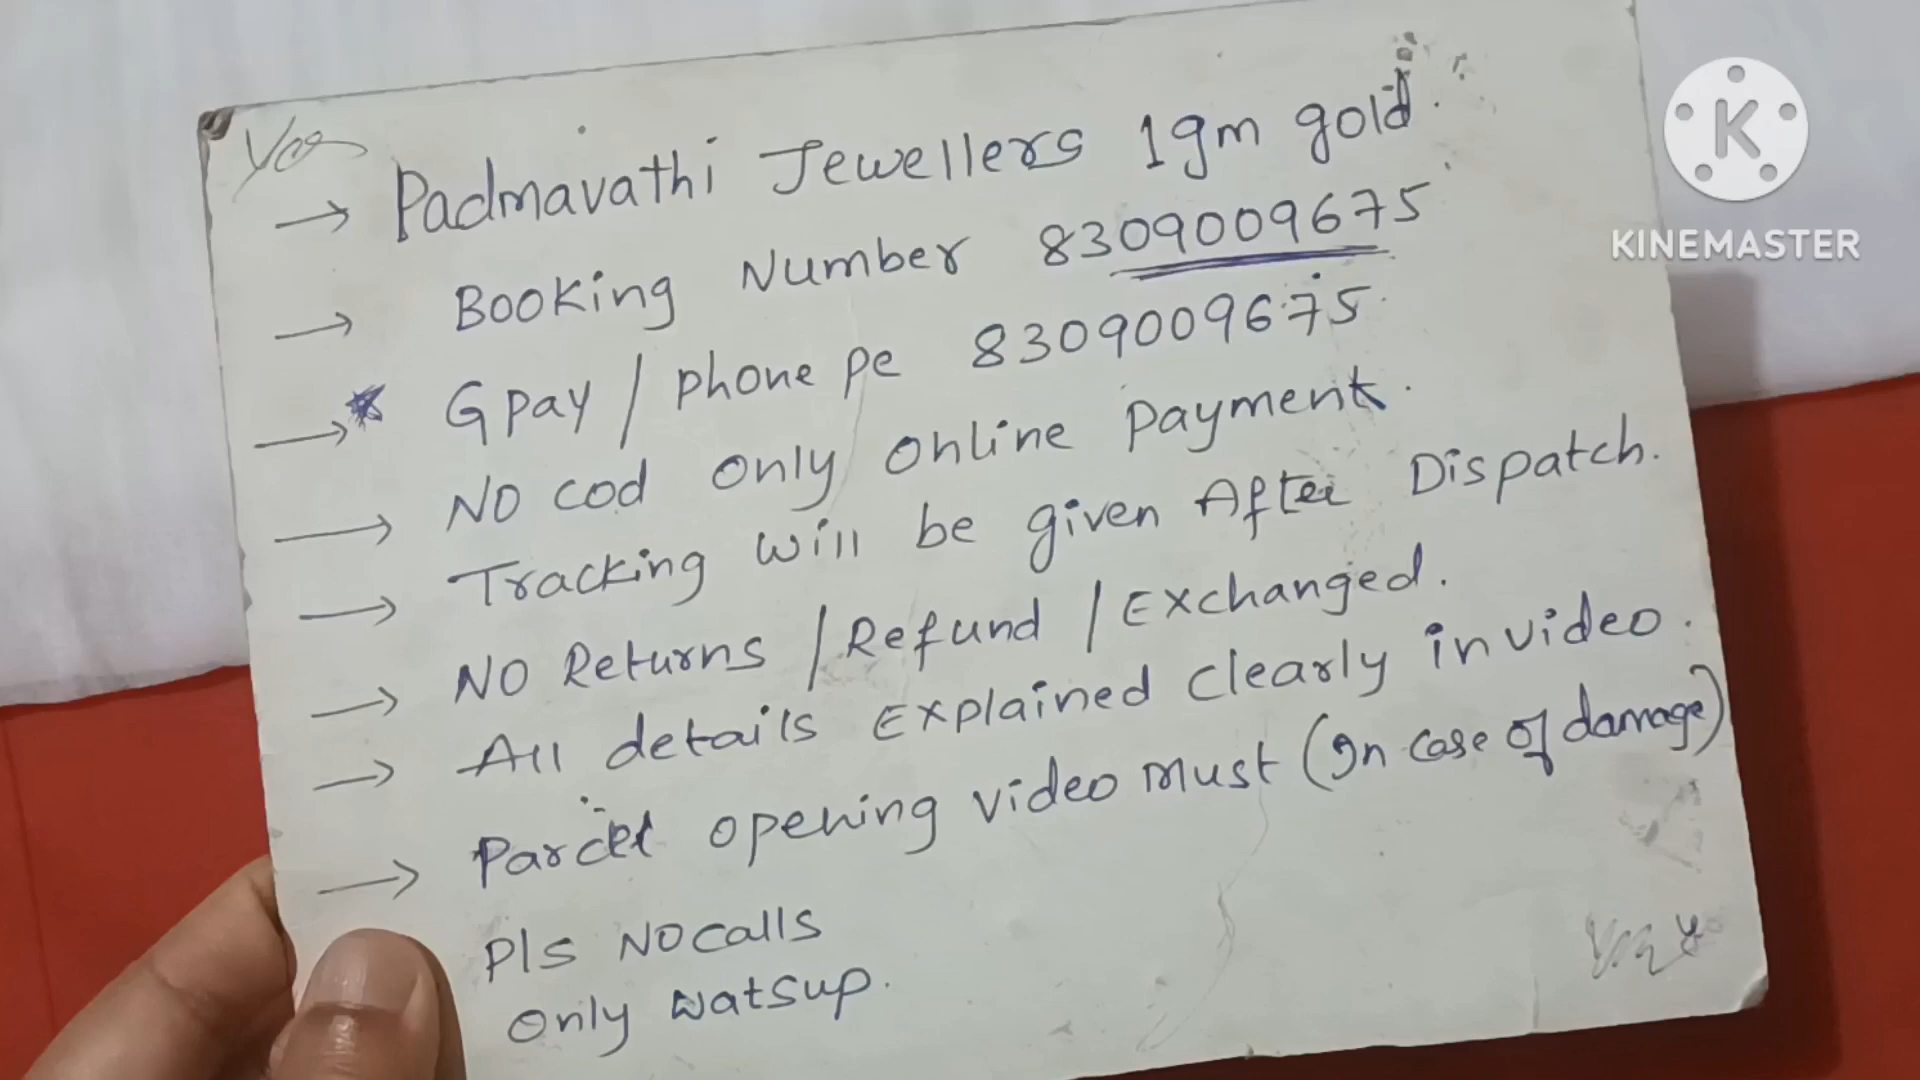 → Padmavathi Jewellers 1gm gold.
→ Booking Number 8309009675
→* Gpay / phone pe 8309009675
→ NO cod only online payment.
→ Tracking will be given After Dispatch.
→ NO Returns / Refund / Exchanged.
→ All details Explained clearly in video.
→ Parcel opening video must (In case of damage)
Pls NO calls
only watsup.
KINEMASTER